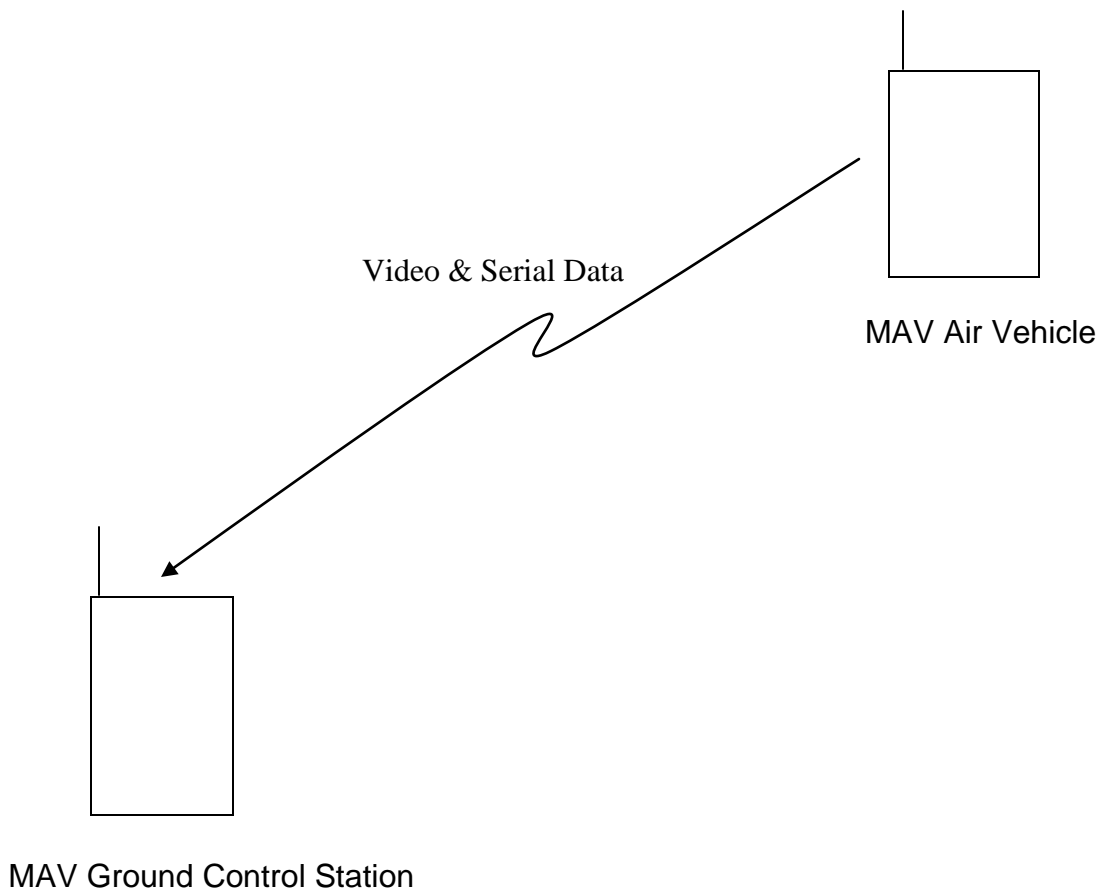 Video & Serial Data
MAV Air Vehicle
MAV Ground Control Station